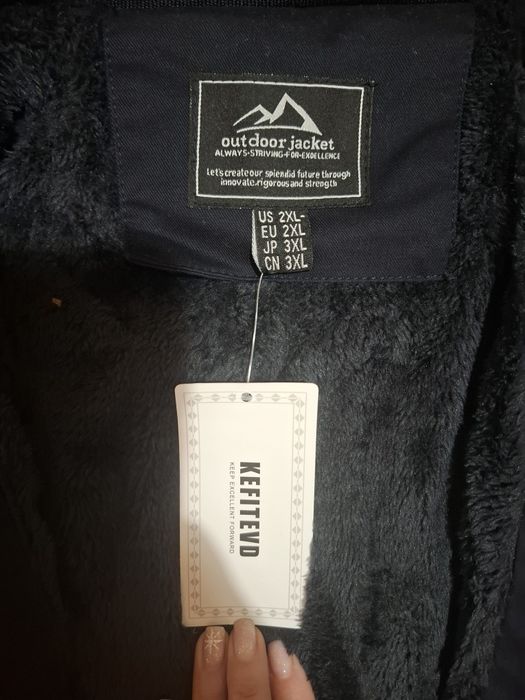 outdoor jacket
ALWAYS·STRIVING·FOR·EXCELLENCE
Let's create our splendid future through
innovate.rigorous and strength
US 2XL-
EU 2XL
JP 3XL
CN 3XL
KEFITEVD
KEEP EXCELLENT FORWARD